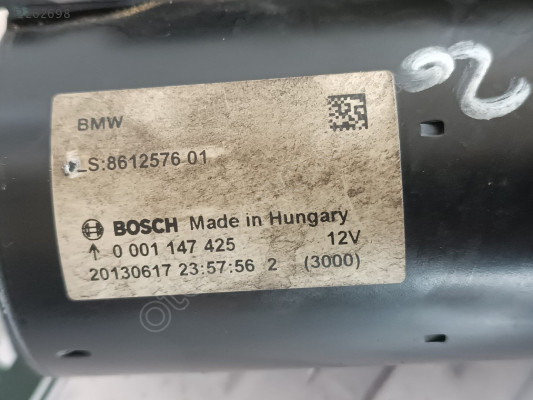 BMW
LS:8612576 01
BOSCH Made in Hungary
0 001 147 425 12V
20130617 23:57:56 2 (3000)